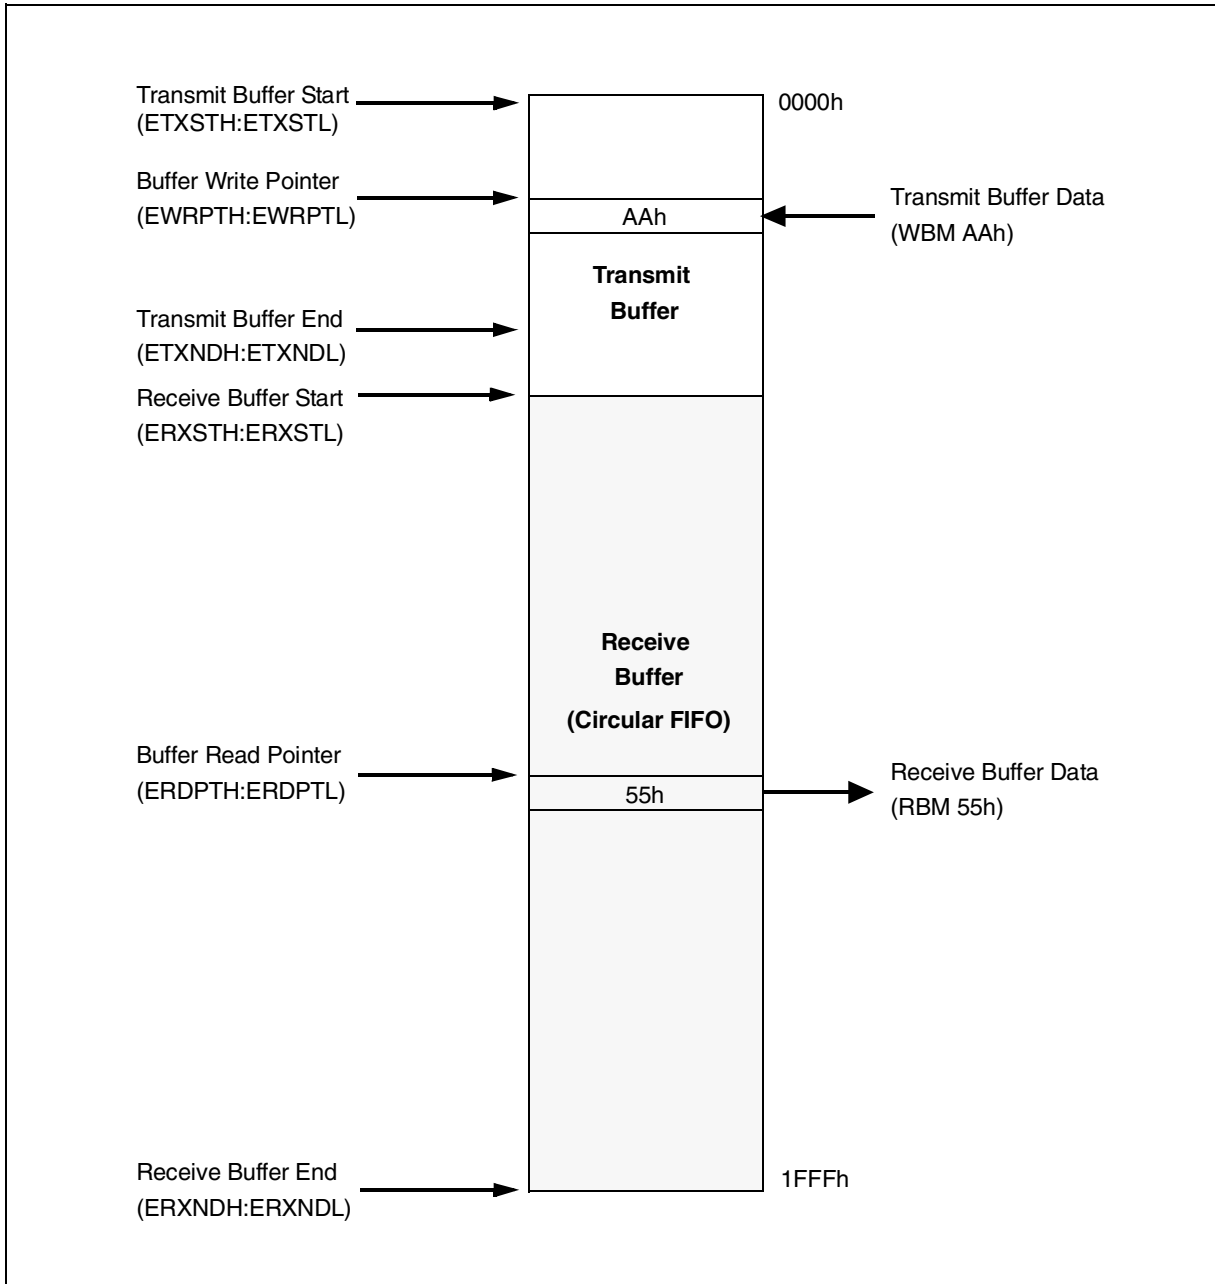 Transmit Buffer Start
(ETXSTH:ETXSTL)
0000h
Buffer Write Pointer
(EWRPTH:EWRPTL)
AAh
Transmit Buffer Data
(WBM AAh)
Transmit
Buffer
Transmit Buffer End
(ETXNDH:ETXNDL)
Receive Buffer Start
(ERXSTH:ERXSTL)
Receive
Buffer
(Circular FIFO)
Buffer Read Pointer
(ERDPTH:ERDPTL)
55h
Receive Buffer Data
(RBM 55h)
Receive Buffer End
(ERXNDH:ERXNDL)
1FFFh